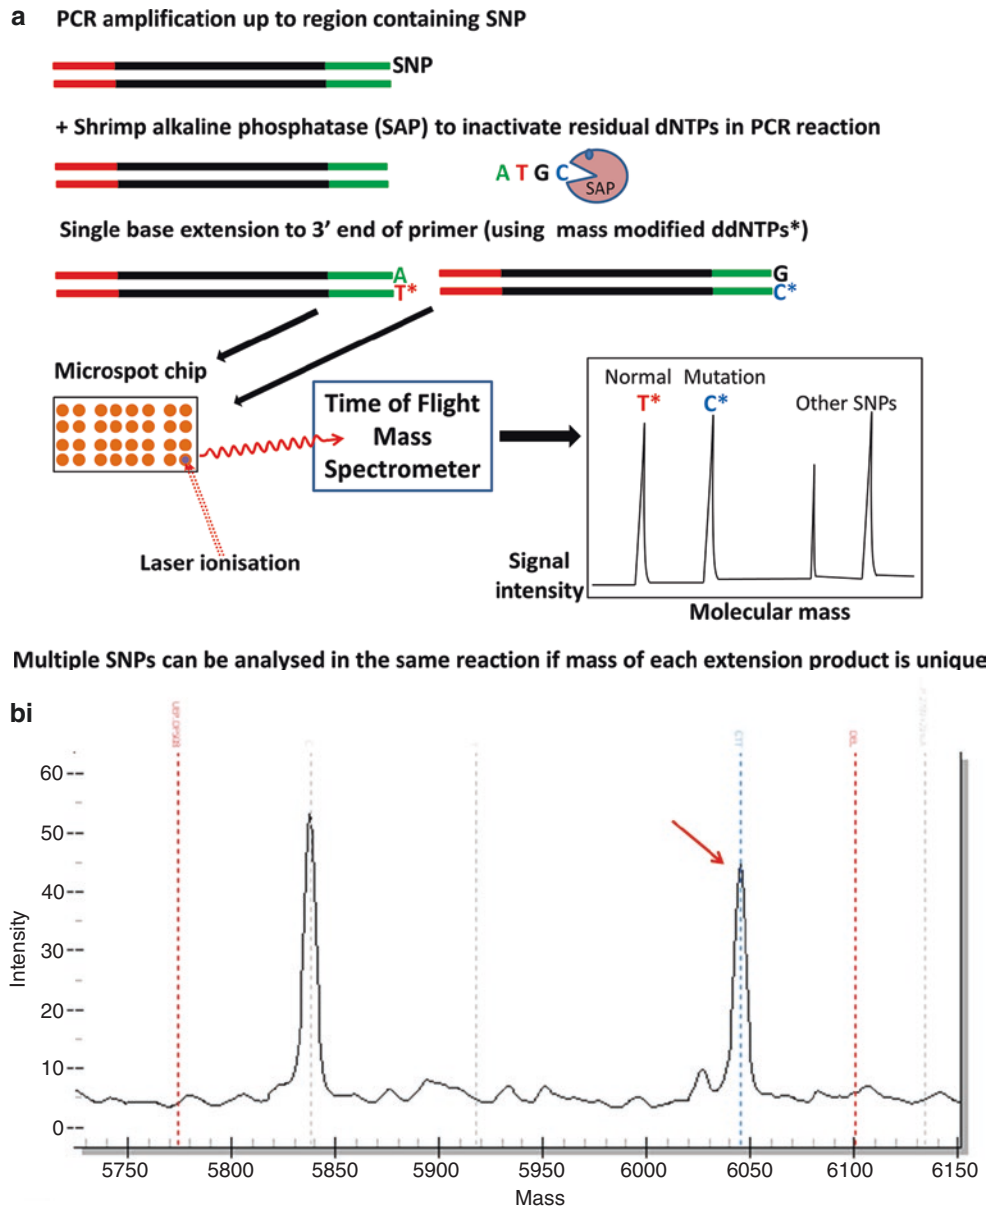 a
PCR amplification up to region containing SNP
SNP
+ Shrimp alkaline phosphatase (SAP) to inactivate residual dNTPs in PCR reaction
A T G C
SAP
Single base extension to 3' end of primer (using mass modified ddNTPs*)
A
T*
G
C*
Microspot chip
Time of Flight
Mass
Spectrometer
Laser ionisation
Normal
T*
Mutation
C*
Other SNPs
Signal
intensity
Molecular mass
Multiple SNPs can be analysed in the same reaction if mass of each extension product is unique
bi
C
CTT
DEL
60
50
40
30
20
10
0
Intensity
5750 5800 5850 5900 5950 6000 6050 6100 6150
Mass